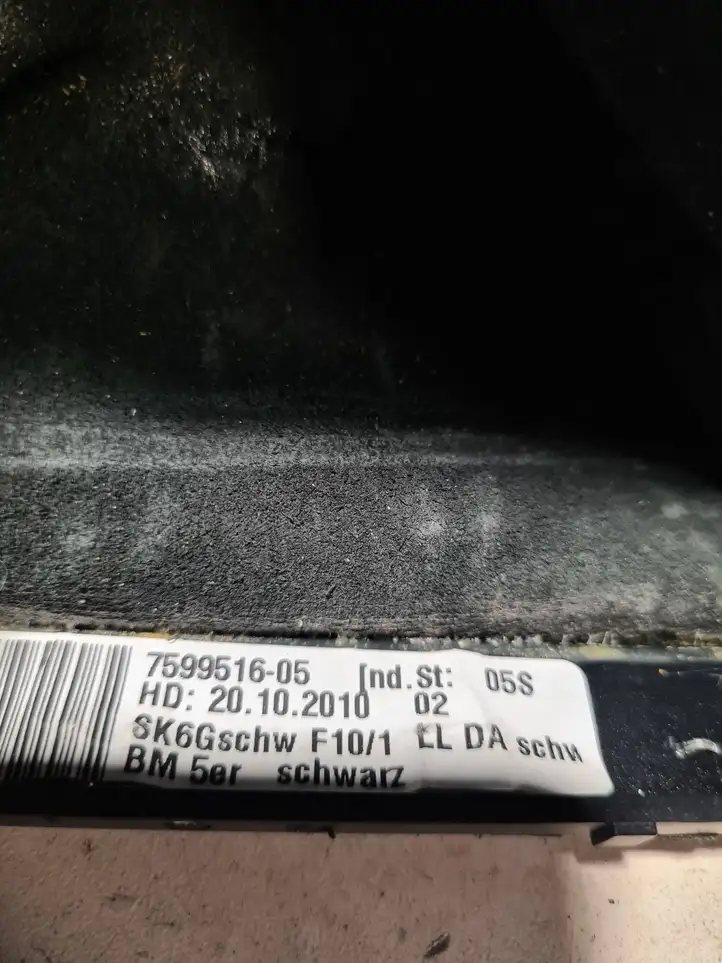 7599516-05 Ind.St: 05S
HD: 20.10.2010 02
SK6Gschw F10/1 LL DA schw
BM 5er schwarz